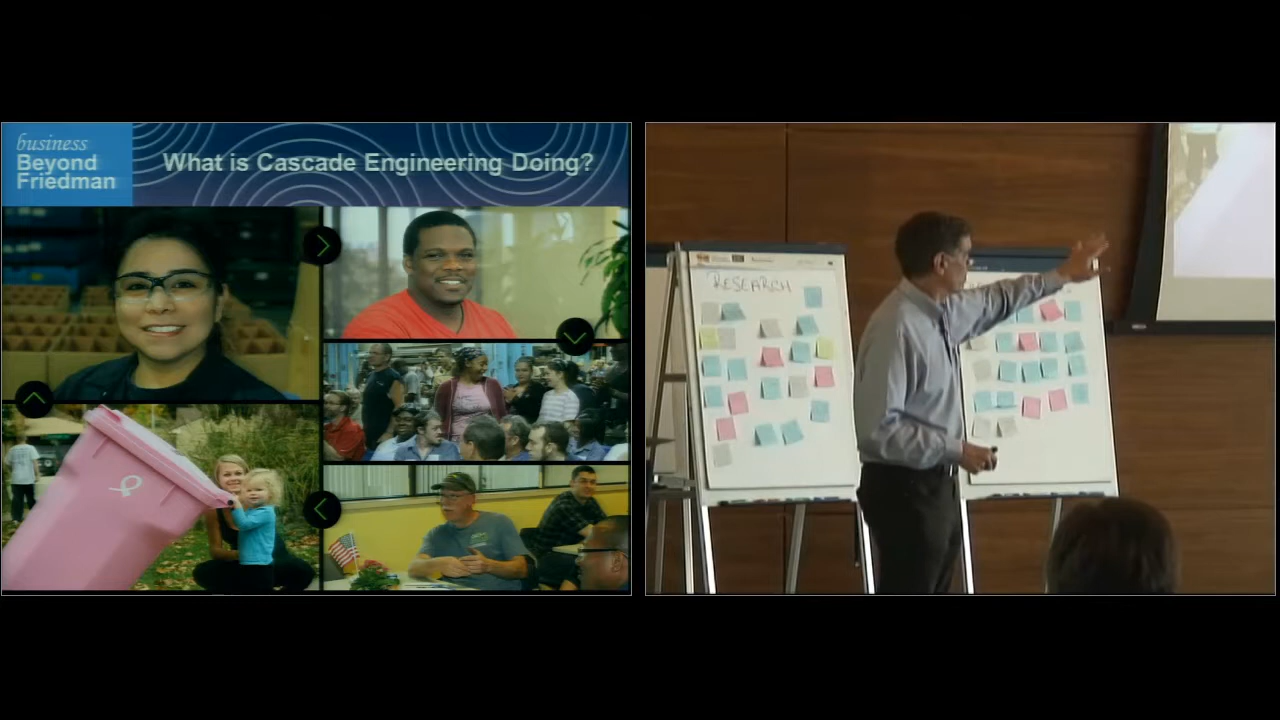 business
Beyond
Friedman
What is Cascade Engineering Doing?
RESEARCH